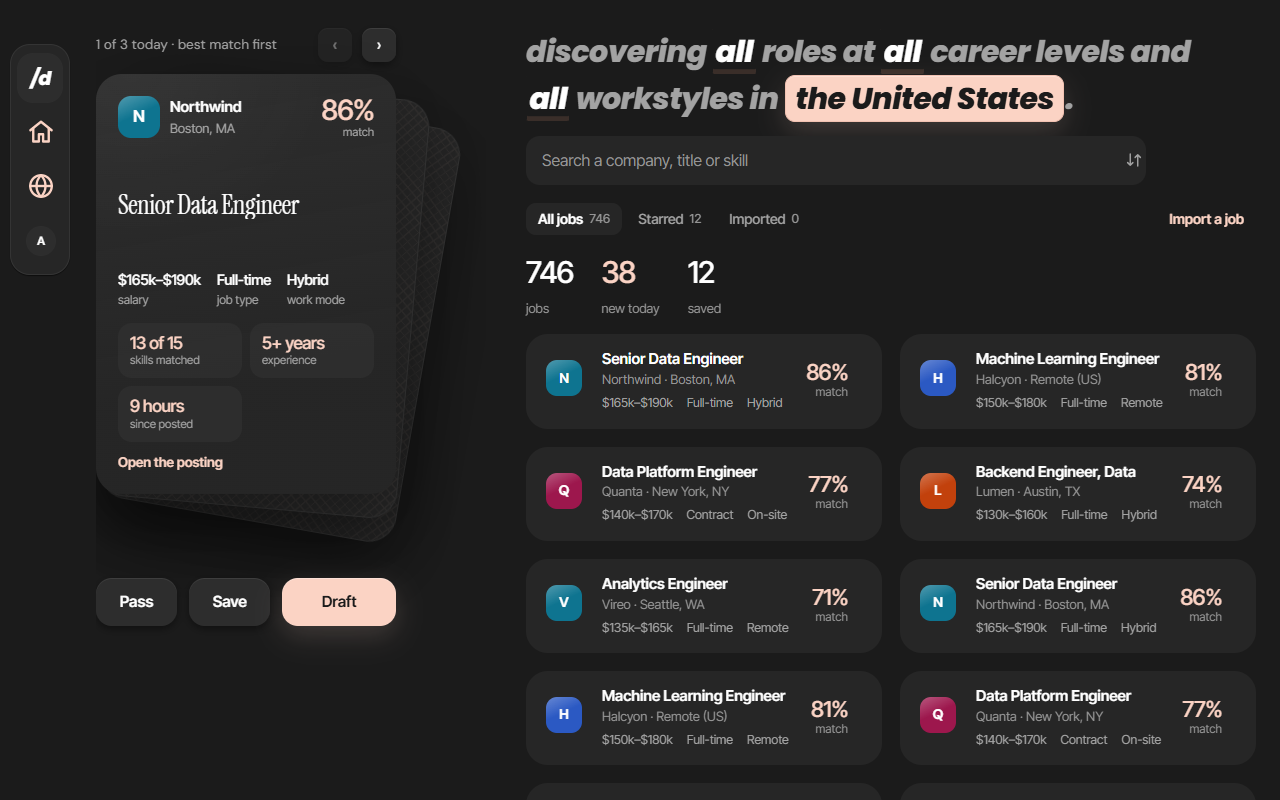 /d
A
1 of 3 today · best match first
‹ ›
N
Northwind
Boston, MA
86%
match
Senior Data Engineer
$165k–$190k Full-time Hybrid
salary job type work mode
13 of 15
skills matched
5+ years
experience
9 hours
since posted
Open the posting
Pass Save Draft
discovering all roles at all career levels and
all workstyles in the United States .
Search a company, title or skill
All jobs 746 Starred 12 Imported 0 Import a job
746 38 12
jobs new today saved
N
Senior Data Engineer
Northwind · Boston, MA
$165k–$190k Full-time Hybrid
86%
match
H
Machine Learning Engineer
Halcyon · Remote (US)
$150k–$180k Full-time Remote
81%
match
Q
Data Platform Engineer
Quanta · New York, NY
$140k–$170k Contract On-site
77%
match
L
Backend Engineer, Data
Lumen · Austin, TX
$130k–$160k Full-time Hybrid
74%
match
V
Analytics Engineer
Vireo · Seattle, WA
$135k–$165k Full-time Remote
71%
match
N
Senior Data Engineer
Northwind · Boston, MA
$165k–$190k Full-time Hybrid
86%
match
H
Machine Learning Engineer
Halcyon · Remote (US)
$150k–$180k Full-time Remote
81%
match
Q
Data Platform Engineer
Quanta · New York, NY
$140k–$170k Contract On-site
77%
match